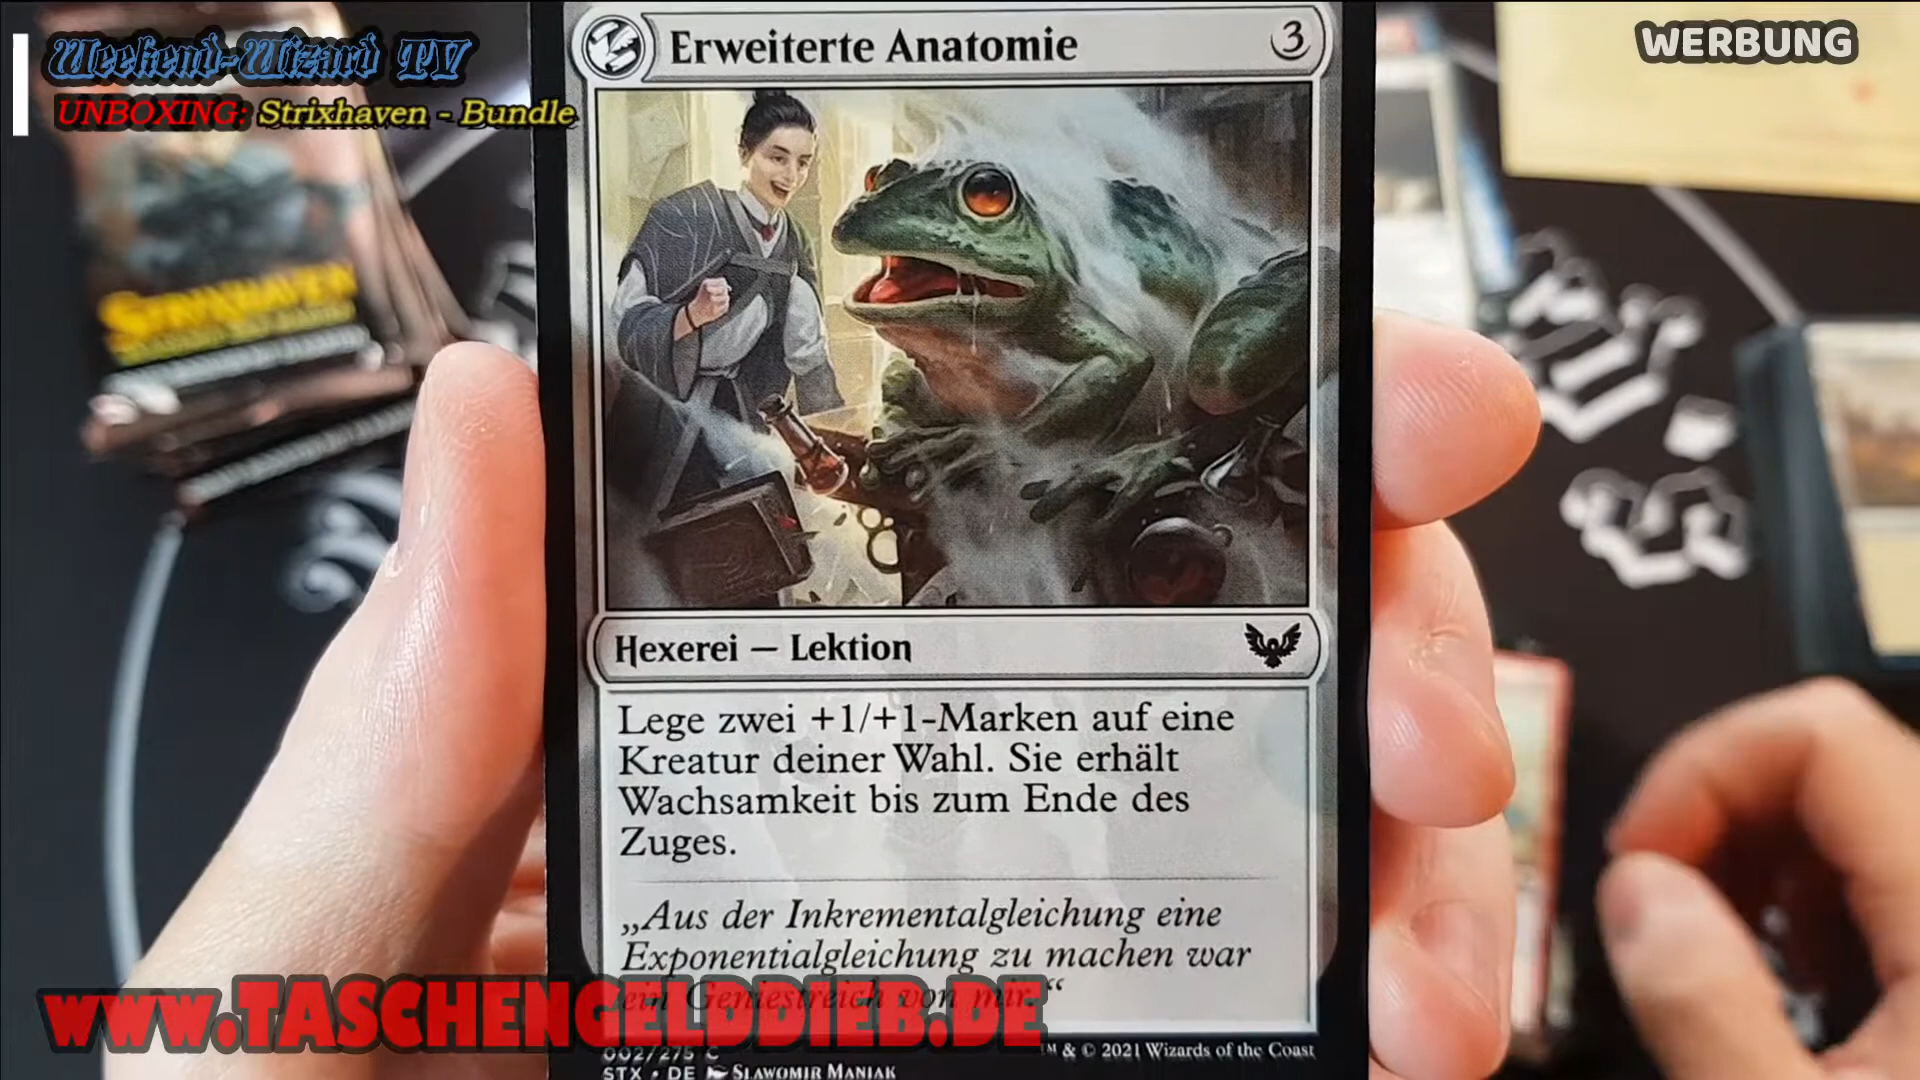 Weekend-Wizard TV
UNBOXING: Strixhaven - Bundle
WERBUNG
Erweiterte Anatomie
3
STRIXHAVEN
Hexerei — Lektion
Lege zwei +1/+1-Marken auf eine
Kreatur deiner Wahl. Sie erhält
Wachsamkeit bis zum Ende des
Zuges.
„Aus der Inkrementalgleichung eine
Exponentialgleichung zu machen war
ein Geniestreich von mir.“
www.TASCHENGELDDIEB.DE
002/275 C
™ & © 2021 Wizards of the Coast
STX • DE SLAWOMIR MANIAK